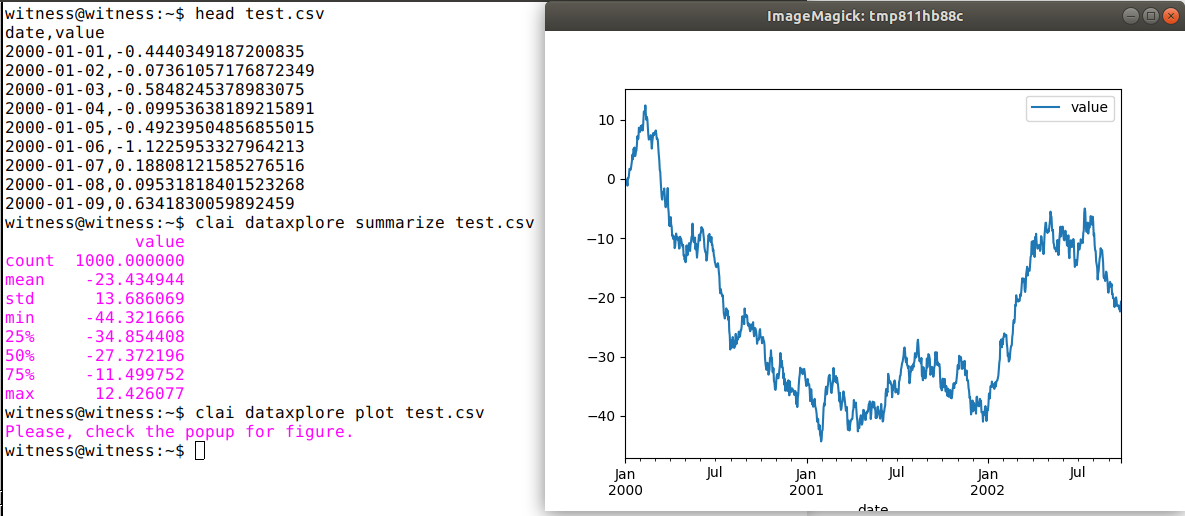 witness@witness:~$ head test.csv
date,value
2000-01-01,-0.4440349187200835
2000-01-02,-0.07361057176872349
2000-01-03,-0.5848245378983075
2000-01-04,-0.09953638189215891
2000-01-05,-0.49239504856855015
2000-01-06,-1.1225953327964213
2000-01-07,0.18808121585276516
2000-01-08,0.09531818401523268
2000-01-09,0.6341830059892459
witness@witness:~$ clai dataxplore summarize test.csv
value
count 1000.000000
mean -23.434944
std 13.686069
min -44.321666
25% -34.854408
50% -27.372196
75% -11.499752
max 12.426077
witness@witness:~$ clai dataxplore plot test.csv
Please, check the popup for figure.
witness@witness:~$
ImageMagick: tmp811hb88c
value
10
0
−10
−20
−30
−40
Jan Jul Jan Jul Jan Jul
2000 2001 2002
date